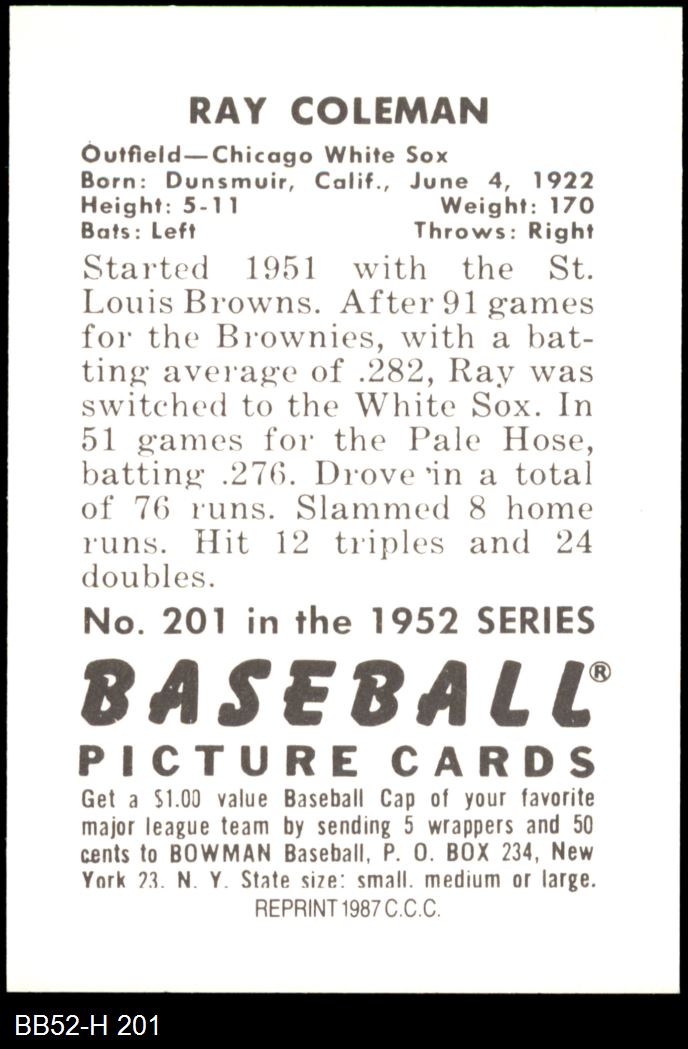 RAY COLEMAN
Outfield—Chicago White Sox
Born: Dunsmuir, Calif., June 4, 1922
Height: 5-11 Weight: 170
Bats: Left Throws: Right
Started 1951 with the St.
Louis Browns. After 91 games
for the Brownies, with a bat-
ting average of .282, Ray was
switched to the White Sox. In
51 games for the Pale Hose,
batting .276. Drove in a total
of 76 runs. Slammed 8 home
runs. Hit 12 triples and 24
doubles.
No. 201 in the 1952 SERIES
BASEBALL®
PICTURE CARDS
Get a $1.00 value Baseball Cap of your favorite
major league team by sending 5 wrappers and 50
cents to BOWMAN Baseball, P. O. BOX 234, New
York 23. N. Y. State size: small. medium or large.
REPRINT 1987 C.C.C.
BB52-H 201